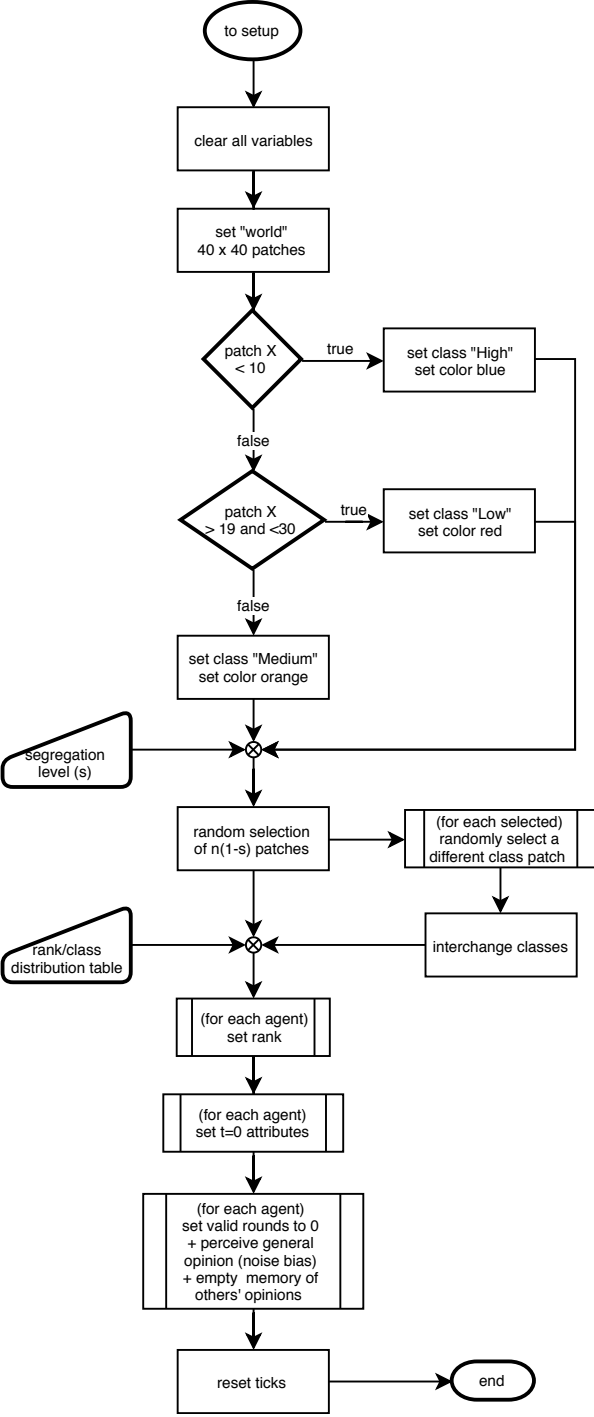 to setup
clear all variables
set "world"
40 x 40 patches
patch X
< 10
true
set class "High"
set color blue
false
patch X
> 19 and <30
true
set class "Low"
set color red
false
set class "Medium"
set color orange
segregation
level (s)
random selection
of n(1-s) patches
(for each selected)
randomly select a
different class patch
rank/class
distribution table
interchange classes
(for each agent)
set rank
(for each agent)
set t=0 attributes
(for each agent)
set valid rounds to 0
+ perceive general
opinion (noise bias)
+ empty  memory of
others' opinions
reset ticks
end